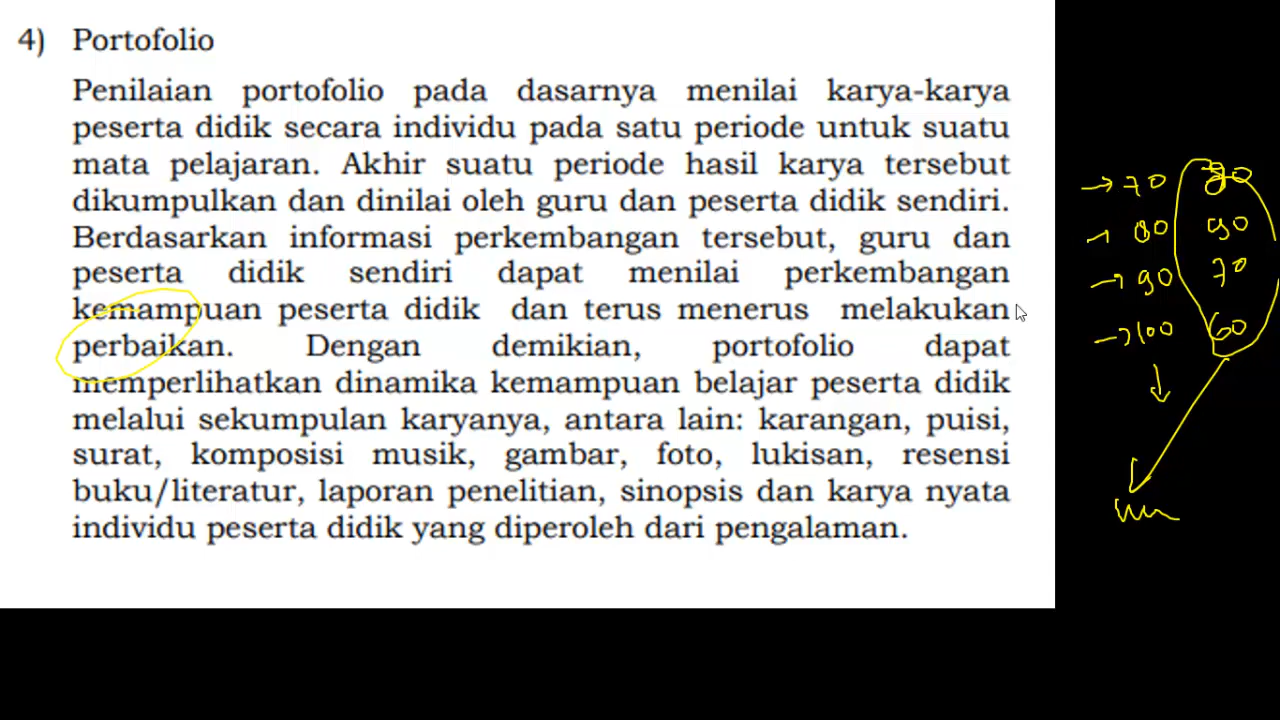 4) Portofolio
Penilaian portofolio pada dasarnya menilai karya-karya
peserta didik secara individu pada satu periode untuk suatu
mata pelajaran. Akhir suatu periode hasil karya tersebut
dikumpulkan dan dinilai oleh guru dan peserta didik sendiri.
Berdasarkan informasi perkembangan tersebut, guru dan
peserta didik sendiri dapat menilai perkembangan
kemampuan peserta didik dan terus menerus melakukan
perbaikan. Dengan demikian, portofolio dapat
memperlihatkan dinamika kemampuan belajar peserta didik
melalui sekumpulan karyanya, antara lain: karangan, puisi,
surat, komposisi musik, gambar, foto, lukisan, resensi
buku/literatur, laporan penelitian, sinopsis dan karya nyata
individu peserta didik yang diperoleh dari pengalaman.
→ 70
→ 80 90
→ 90 70
→ 100 60